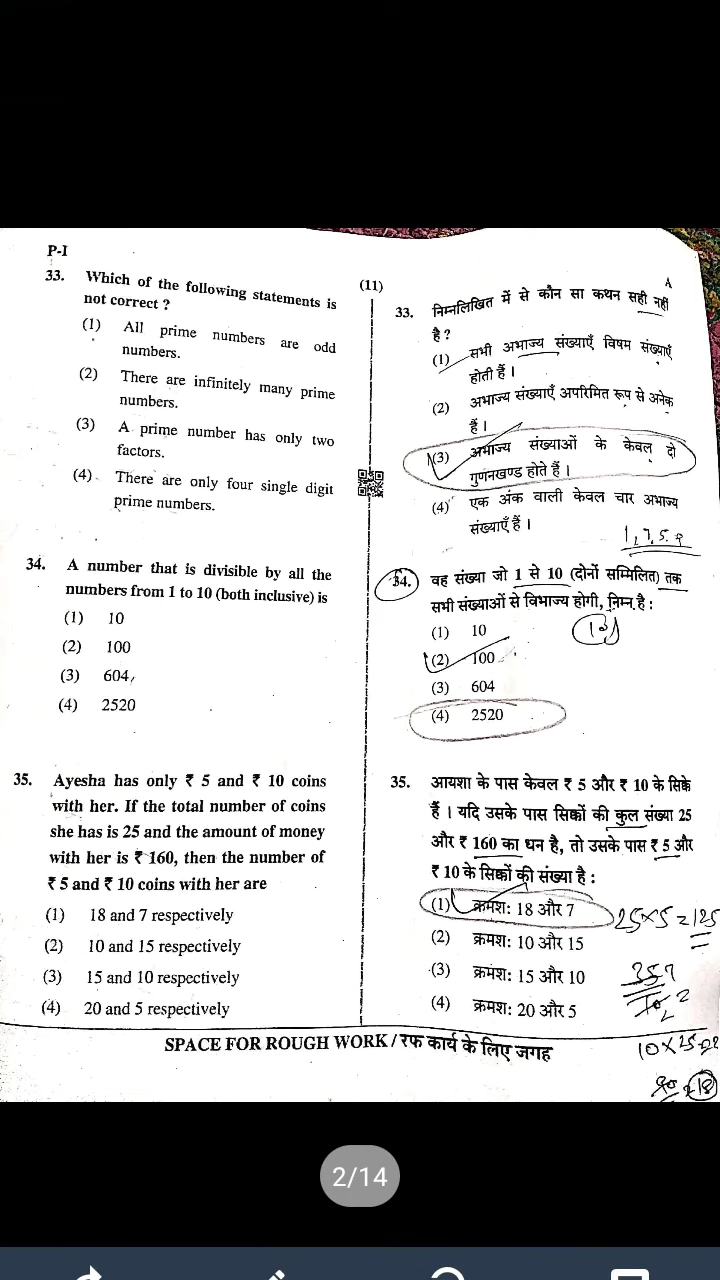 P-I
(11)
A
33. Which of the following statements is
not correct ?
(1) All prime numbers are odd
numbers.
(2) There are infinitely many prime
numbers.
(3) A prime number has only two
factors.
(4) There are only four single digit
prime numbers.
34. A number that is divisible by all the
numbers from 1 to 10 (both inclusive) is
(1) 10
(2) 100
(3) 604
(4) 2520
35. Ayesha has only ₹ 5 and ₹ 10 coins
with her. If the total number of coins
she has is 25 and the amount of money
with her is ₹ 160, then the number of
₹ 5 and ₹ 10 coins with her are
(1) 18 and 7 respectively
(2) 10 and 15 respectively
(3) 15 and 10 respectively
(4) 20 and 5 respectively
33. निम्नलिखित में से कौन सा कथन सही नहीं
है ?
(1) सभी अभाज्य संख्याएँ विषम संख्याएँ
होती हैं ।
(2) अभाज्य संख्याएँ अपरिमित रूप से अनेक
हैं ।
(3) अभाज्य संख्याओं के केवल दो
गुणनखण्ड होते हैं ।
(4) एक अंक वाली केवल चार अभाज्य
संख्याएँ हैं ।
34. वह संख्या जो 1 से 10 (दोनों सम्मिलित) तक
सभी संख्याओं से विभाज्य होगी, निम्न है :
(1) 10
(2) 100
(3) 604
(4) 2520
35. आयशा के पास केवल ₹ 5 और ₹ 10 के सिक्के
हैं । यदि उसके पास सिक्कों की कुल संख्या 25
और ₹ 160 का धन है, तो उसके पास ₹ 5 और
₹ 10 के सिक्कों की संख्या है :
(1) क्रमशः 18 और 7
(2) क्रमशः 10 और 15
(3) क्रमशः 15 और 10
(4) क्रमशः 20 और 5
25×5=125
SPACE FOR ROUGH WORK / रफ कार्य के लिए जगह
2/14